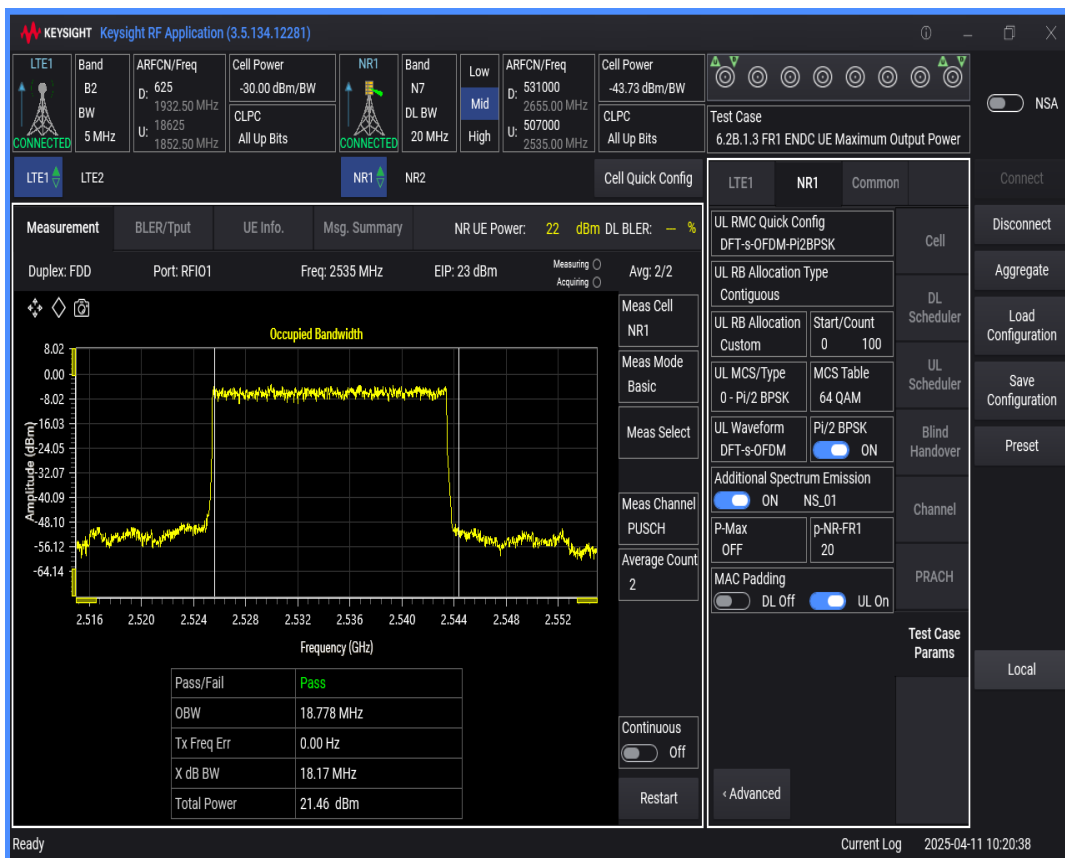 KEYSIGHT Keysight RF Application (3.5.134.12281)
LTE1 Band ARFCN/Freq Cell Power NR1 Band Low ARFCN/Freq Cell Power
B2 D: 625 -30.00 dBm/BW N7 D: 531000 -43.73 dBm/BW
1932.50 MHz 2655.00 MHz
BW CLPC DL BW Mid CLPC
CONNECTED 5 MHz U: 18625 All Up Bits CONNECTED 20 MHz High U: 507000 All Up Bits
1852.50 MHz 2535.00 MHz
NSA
Test Case
6.2B.1.3 FR1 ENDC UE Maximum Output Power
LTE1 LTE2 NR1 NR2 Cell Quick Config
Measurement BLER/Tput UE Info. Msg. Summary NR UE Power: 22 dBm DL BLER: — %
Duplex: FDD Port: RFIO1 Freq: 2535 MHz EIP: 23 dBm Measuring Avg: 2/2
Acquiring
Occupied Bandwidth
Amplitude (dBm)
8.02
0.00
-8.02
-16.03
-24.05
-32.07
-40.09
-48.10
-56.12
-64.14
2.516 2.520 2.524 2.528 2.532 2.536 2.540 2.544 2.548 2.552
Frequency (GHz)
Pass/Fail Pass
OBW 18.778 MHz
Tx Freq Err 0.00 Hz
X dB BW 18.17 MHz
Total Power 21.46 dBm
Meas Cell
NR1
Meas Mode
Basic
Meas Select
Meas Channel
PUSCH
Average Count
2
Continuous
Off
Restart
LTE1 NR1 Common
UL RMC Quick Config
DFT-s-OFDM-Pi2BPSK
UL RB Allocation Type
Contiguous
UL RB Allocation Start/Count
Custom 0 100
UL MCS/Type MCS Table
0 - Pi/2 BPSK 64 QAM
UL Waveform Pi/2 BPSK
DFT-s-OFDM ON
Additional Spectrum Emission
ON NS_01
P-Max p-NR-FR1
OFF 20
MAC Padding
DL Off UL On
‹ Advanced
Cell
DL
Scheduler
UL
Scheduler
Blind
Handover
Channel
PRACH
Test Case
Params
Connect
Disconnect
Aggregate
Load
Configuration
Save
Configuration
Preset
Local
Ready Current Log 2025-04-11 10:20:38